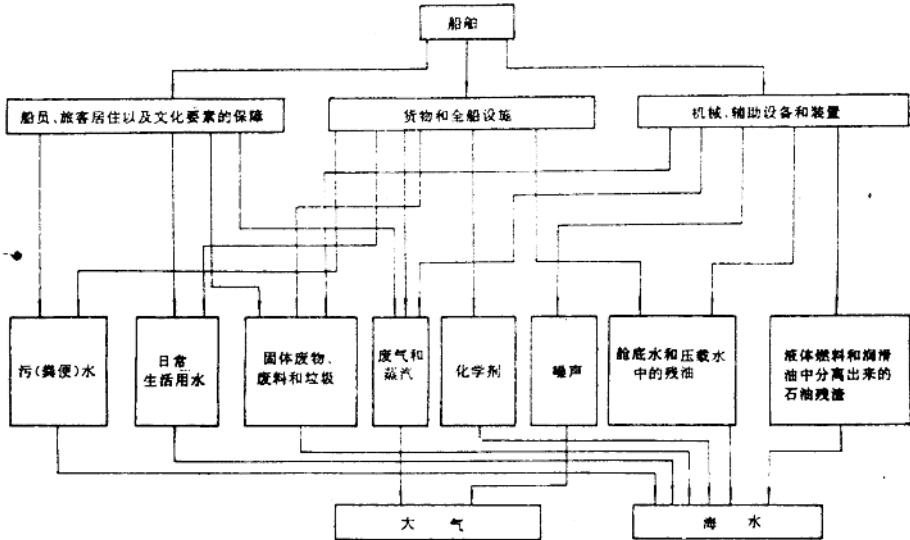 船舶
船员、旅客居住以及文化要素的保障
货物和全船设施
机械、辅助设备和装置
污(粪便)水
日常
生活用水
固体废物、
废料和垃圾
废气和
蒸汽
化学剂
噪声
舱底水和压载水
中的残油
液体燃料和润滑
油中分离出来的
石油残渣
大 气
海 水